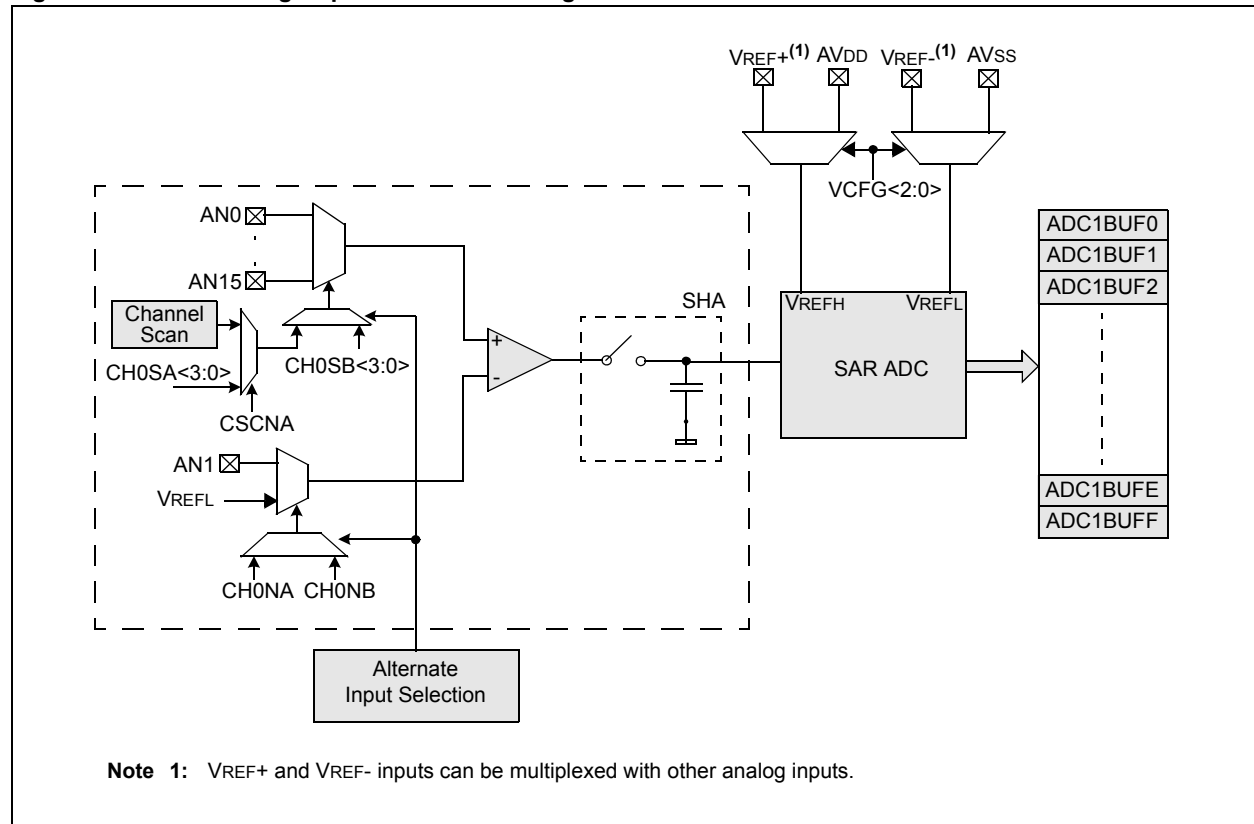 VREF+(1) AVDD VREF-(1) AVSS
VCFG<2:0>
AN0
AN15
Channel
Scan
CH0SA<3:0>
CH0SB<3:0>
CSCNA
AN1
VREFL
CH0NA CH0NB
+
-
SHA
VREFH VREFL
SAR ADC
ADC1BUF0
ADC1BUF1
ADC1BUF2
ADC1BUFE
ADC1BUFF
Alternate
Input Selection
Note 1: VREF+ and VREF- inputs can be multiplexed with other analog inputs.